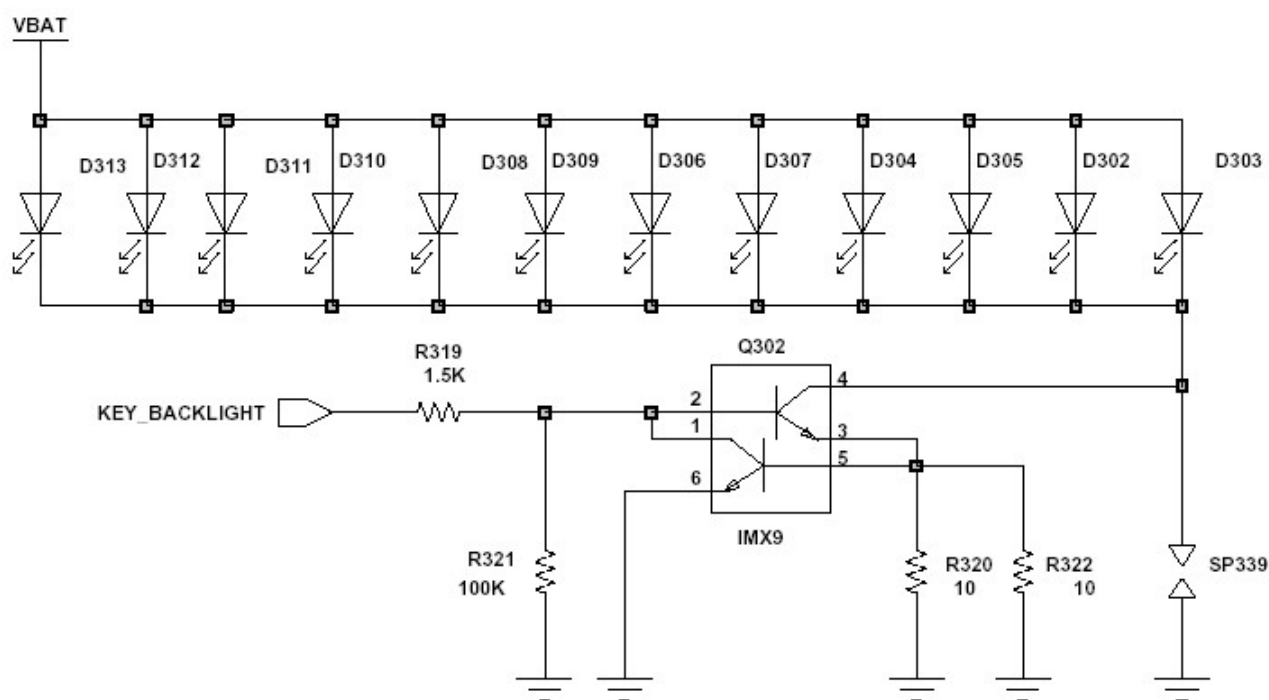 VBAT
D313
D312
D311
D310
D308
D309
D306
D307
D304
D305
D302
D303
R319
1.5K
Q302
KEY_BACKLIGHT
2
1
6
4
3
5
IMX9
R321
100K
R320
10
R322
10
SP339